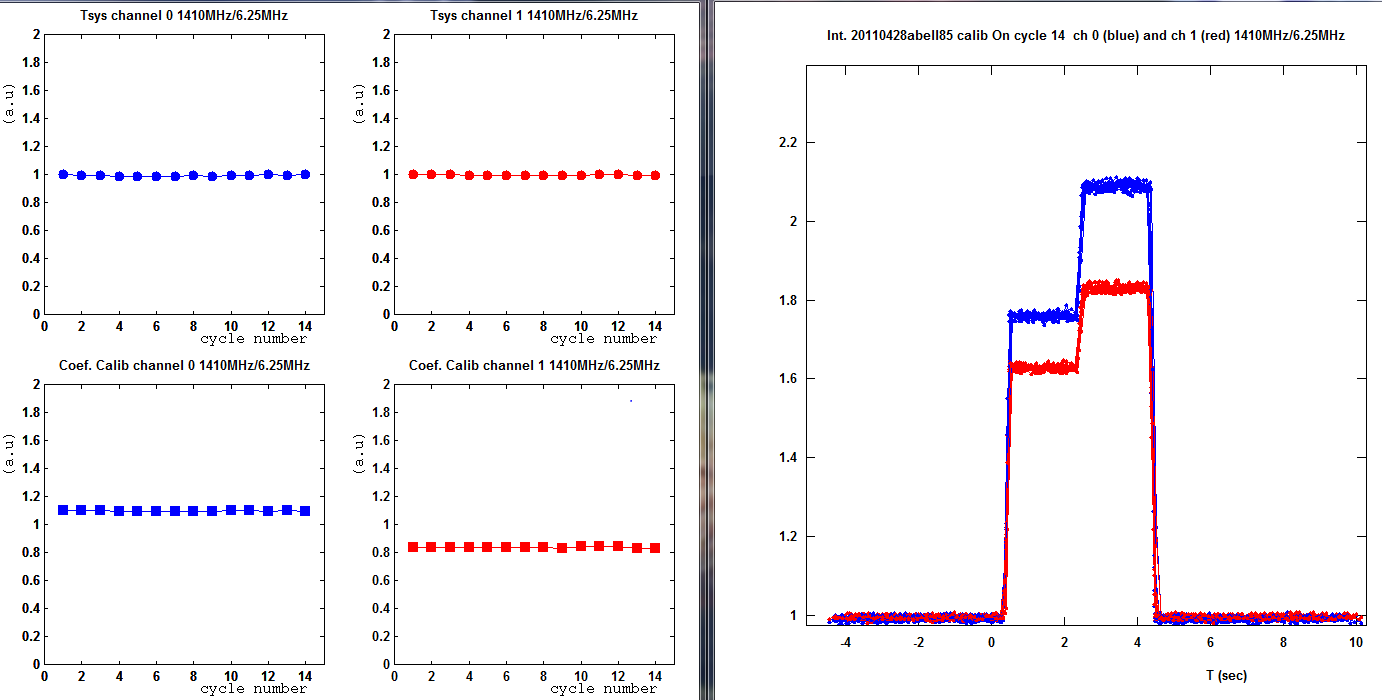 Tsys channel 0 1410MHz/6.25MHz
2
1.8
1.6
1.4
1.2
1
0.8
0.6
0.4
0.2
0
(a.u)
0 2 4 6 8 10 12 14
cycle number
Tsys channel 1 1410MHz/6.25MHz
2
1.8
1.6
1.4
1.2
1
0.8
0.6
0.4
0.2
0
(a.u)
0 2 4 6 8 10 12 14
cycle number
Coef. Calib channel 0 1410MHz/6.25MHz
2
1.8
1.6
1.4
1.2
1
0.8
0.6
0.4
0.2
0
(a.u)
0 2 4 6 8 10 12 14
cycle number
Coef. Calib channel 1 1410MHz/6.25MHz
2
1.8
1.6
1.4
1.2
1
0.8
0.6
0.4
0.2
0
(a.u)
0 2 4 6 8 10 12 14
cycle number
Int. 20110428abell85 calib On cycle 14 ch 0 (blue) and ch 1 (red) 1410MHz/6.25MHz
2.2
2
1.8
1.6
1.4
1.2
1
-4 -2 0 2 4 6 8 10
T (sec)